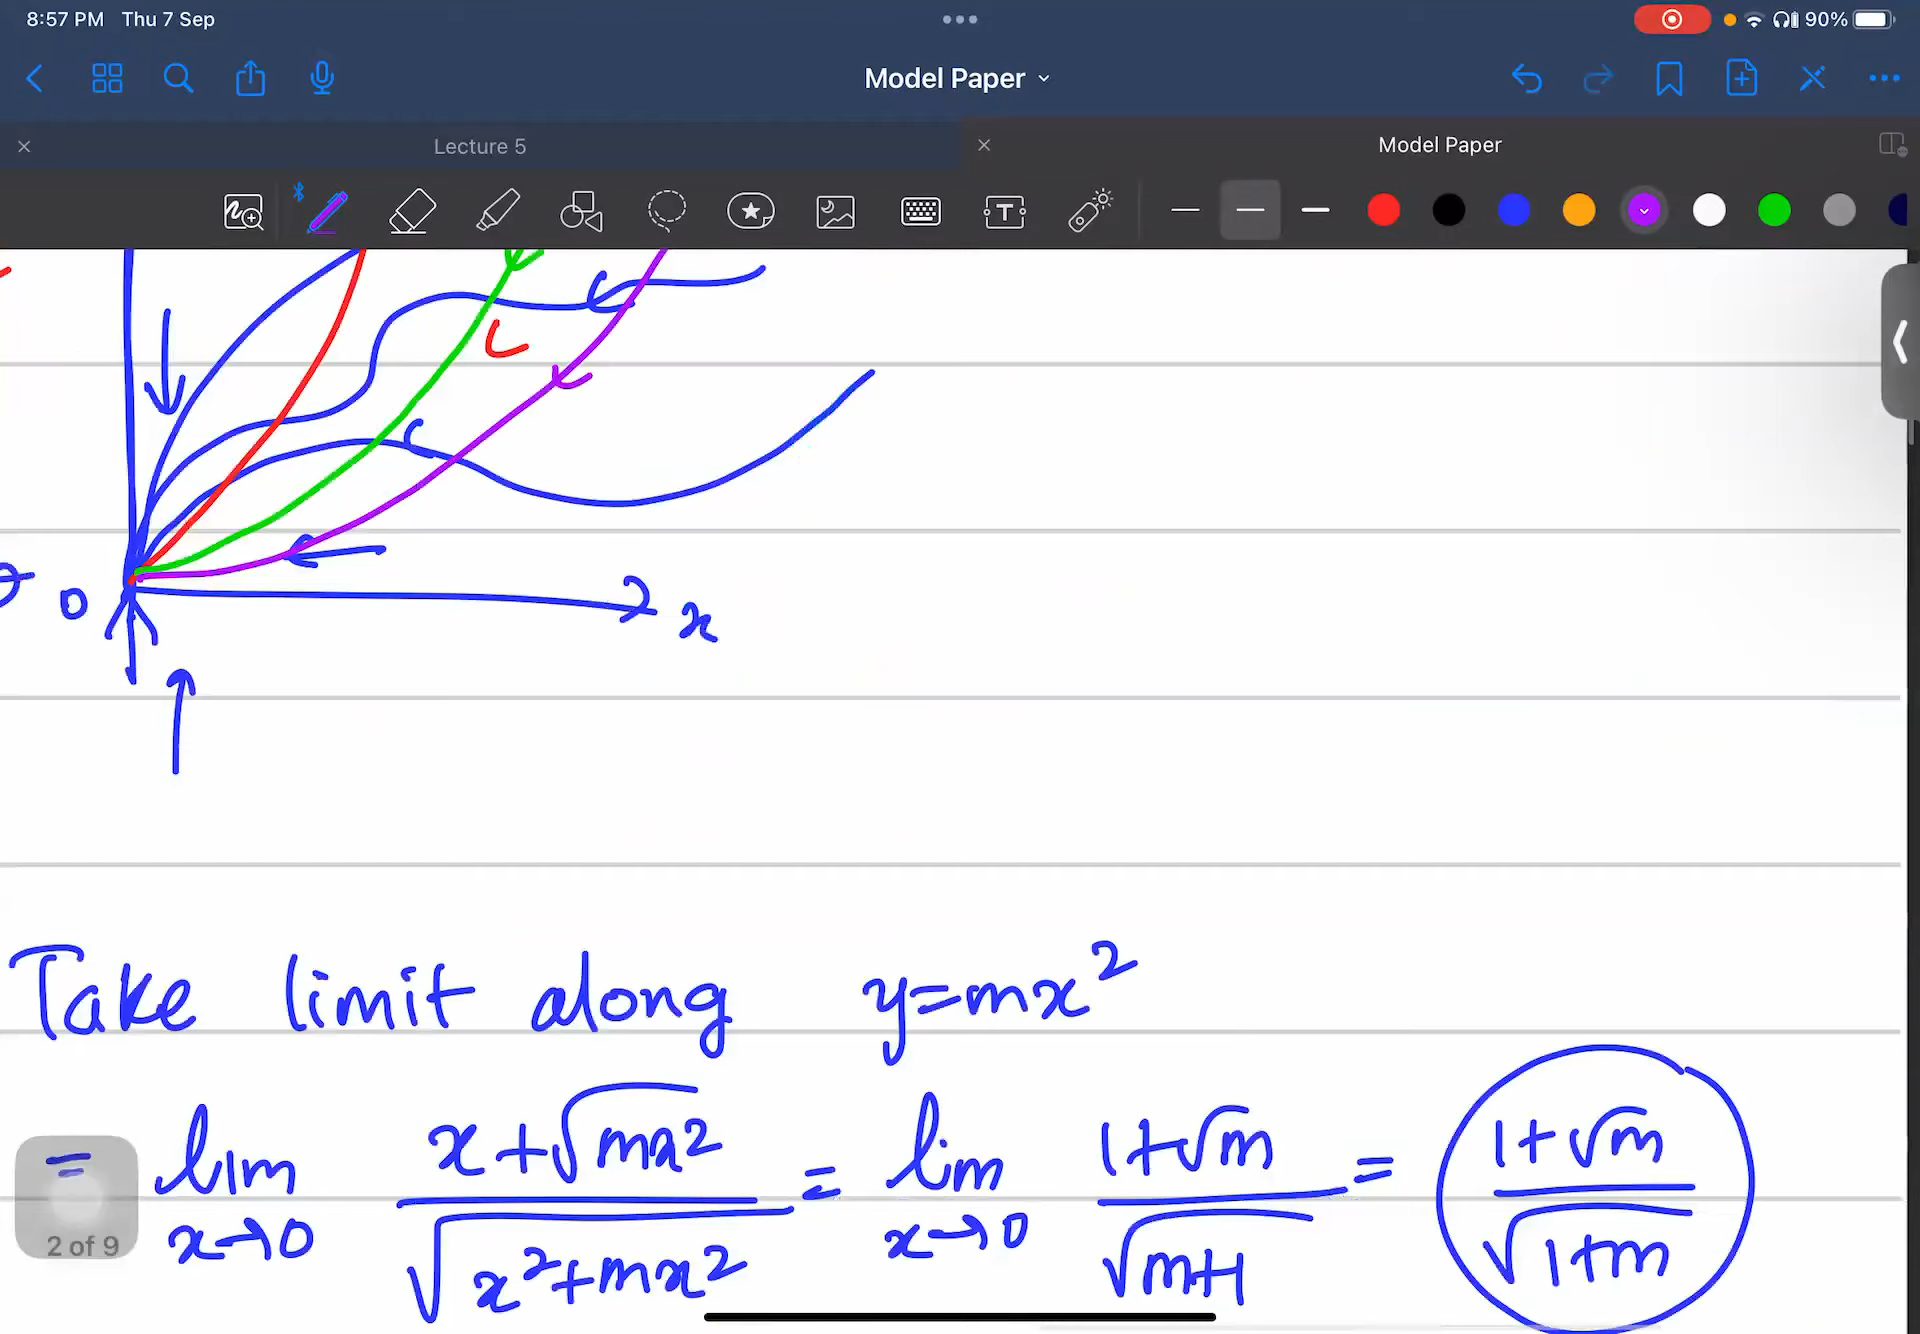 8:57 PM Thu 7 Sep
90%
Model Paper
Lecture 5
Model Paper
0
x
Take limit along y=mx²
= lim x→0 x+√mx² / √x²+mx² = lim x→0 1+√m / √m+1 = 1+√m / √1+m
2 of 9